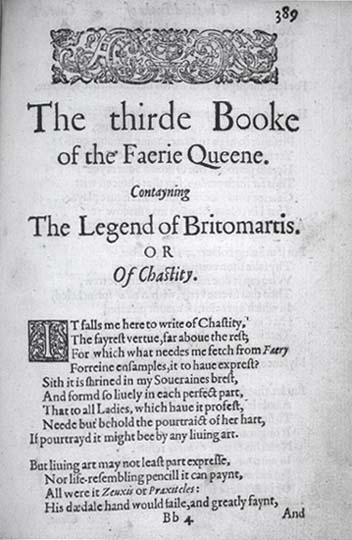 389
The thirde Booke
of the Faerie Queene.
Contayning
The Legend of Britomartis.
OR
Of Chastity.
IT falls me here to write of Chastity,
The fayrest vertue, far aboue the rest;
For which what needes me fetch from Faery
Forreine ensamples, it to haue exprest?
Sith it is shrined in my Soueraines brest,
And formd so liuely in each perfect part,
That to all Ladies, which haue it profest,
Neede but behold the pourtraict of her hart,
If pourtrayd it might bee by any liuing art.
But liuing art may not least part expresse,
Nor life-resembling pencill it can paynt,
All were it Zeuxis or Praxiteles:
His dædale hand would faile, and greatly faynt,
Bb 4. And